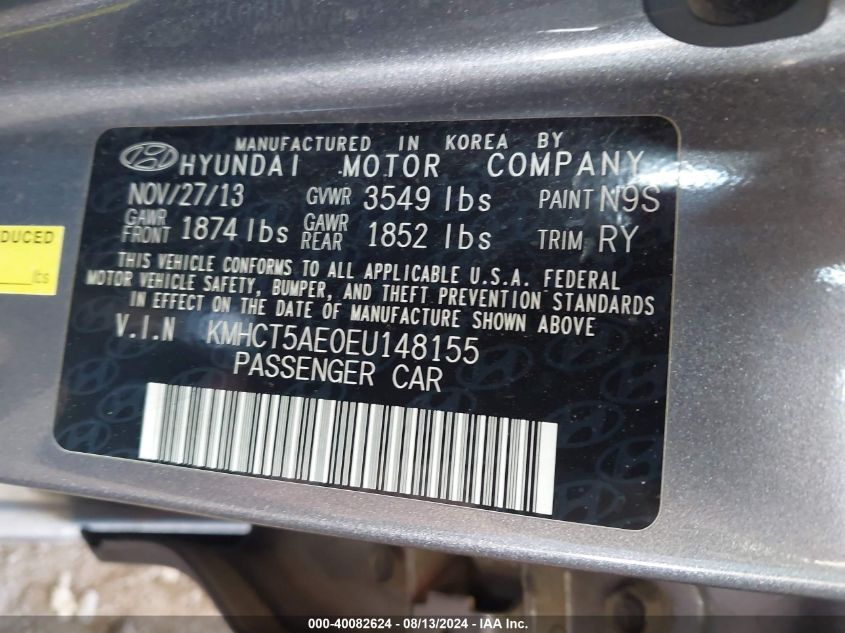 MANUFACTURED IN KOREA BY
HYUNDAI MOTOR COMPANY
NOV/27/13 GVWR 3549 lbs PAINT N9S
GAWR FRONT 1874 lbs GAWR REAR 1852 lbs TRIM RY
THIS VEHICLE CONFORMS TO ALL APPLICABLE U.S.A. FEDERAL
MOTOR VEHICLE SAFETY, BUMPER, AND THEFT PREVENTION STANDARDS
IN EFFECT ON THE DATE OF MANUFACTURE SHOWN ABOVE
V.I.N KMHCT5AE0EU148155
PASSENGER CAR
DUCED
lbs
000-40082624 - 08/13/2024 - IAA Inc.